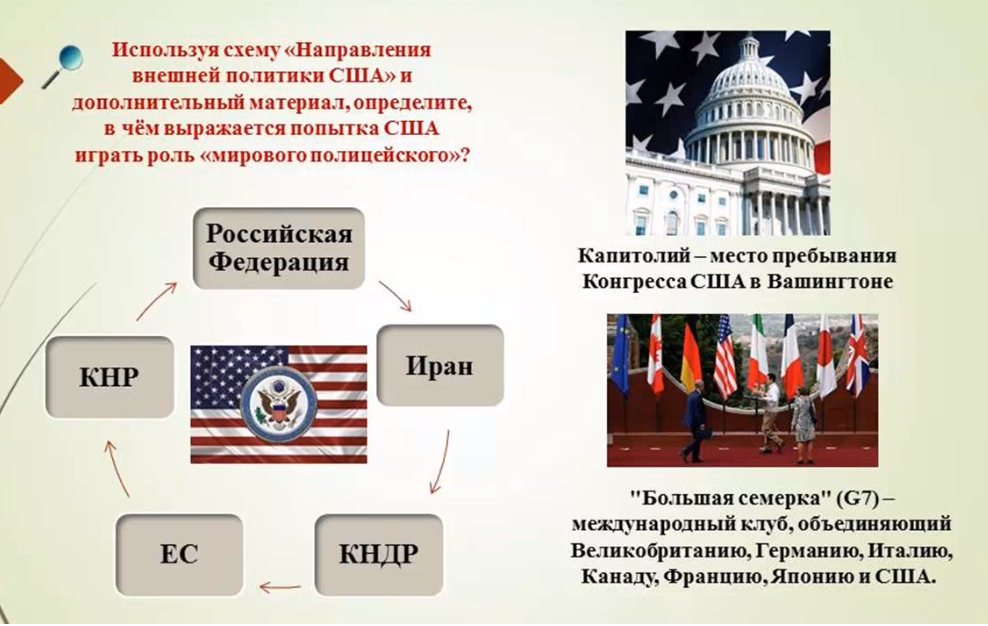 Используя схему «Направления
внешней политики США» и
дополнительный материал, определите,
в чём выражается попытка США
играть роль «мирового полицейского»?
Российская
Федерация
Иран
КНДР
ЕС
КНР
Капитолий – место пребывания
Конгресса США в Вашингтоне
"Большая семерка" (G7) –
международный клуб, объединяющий
Великобританию, Германию, Италию,
Канаду, Францию, Японию и США.